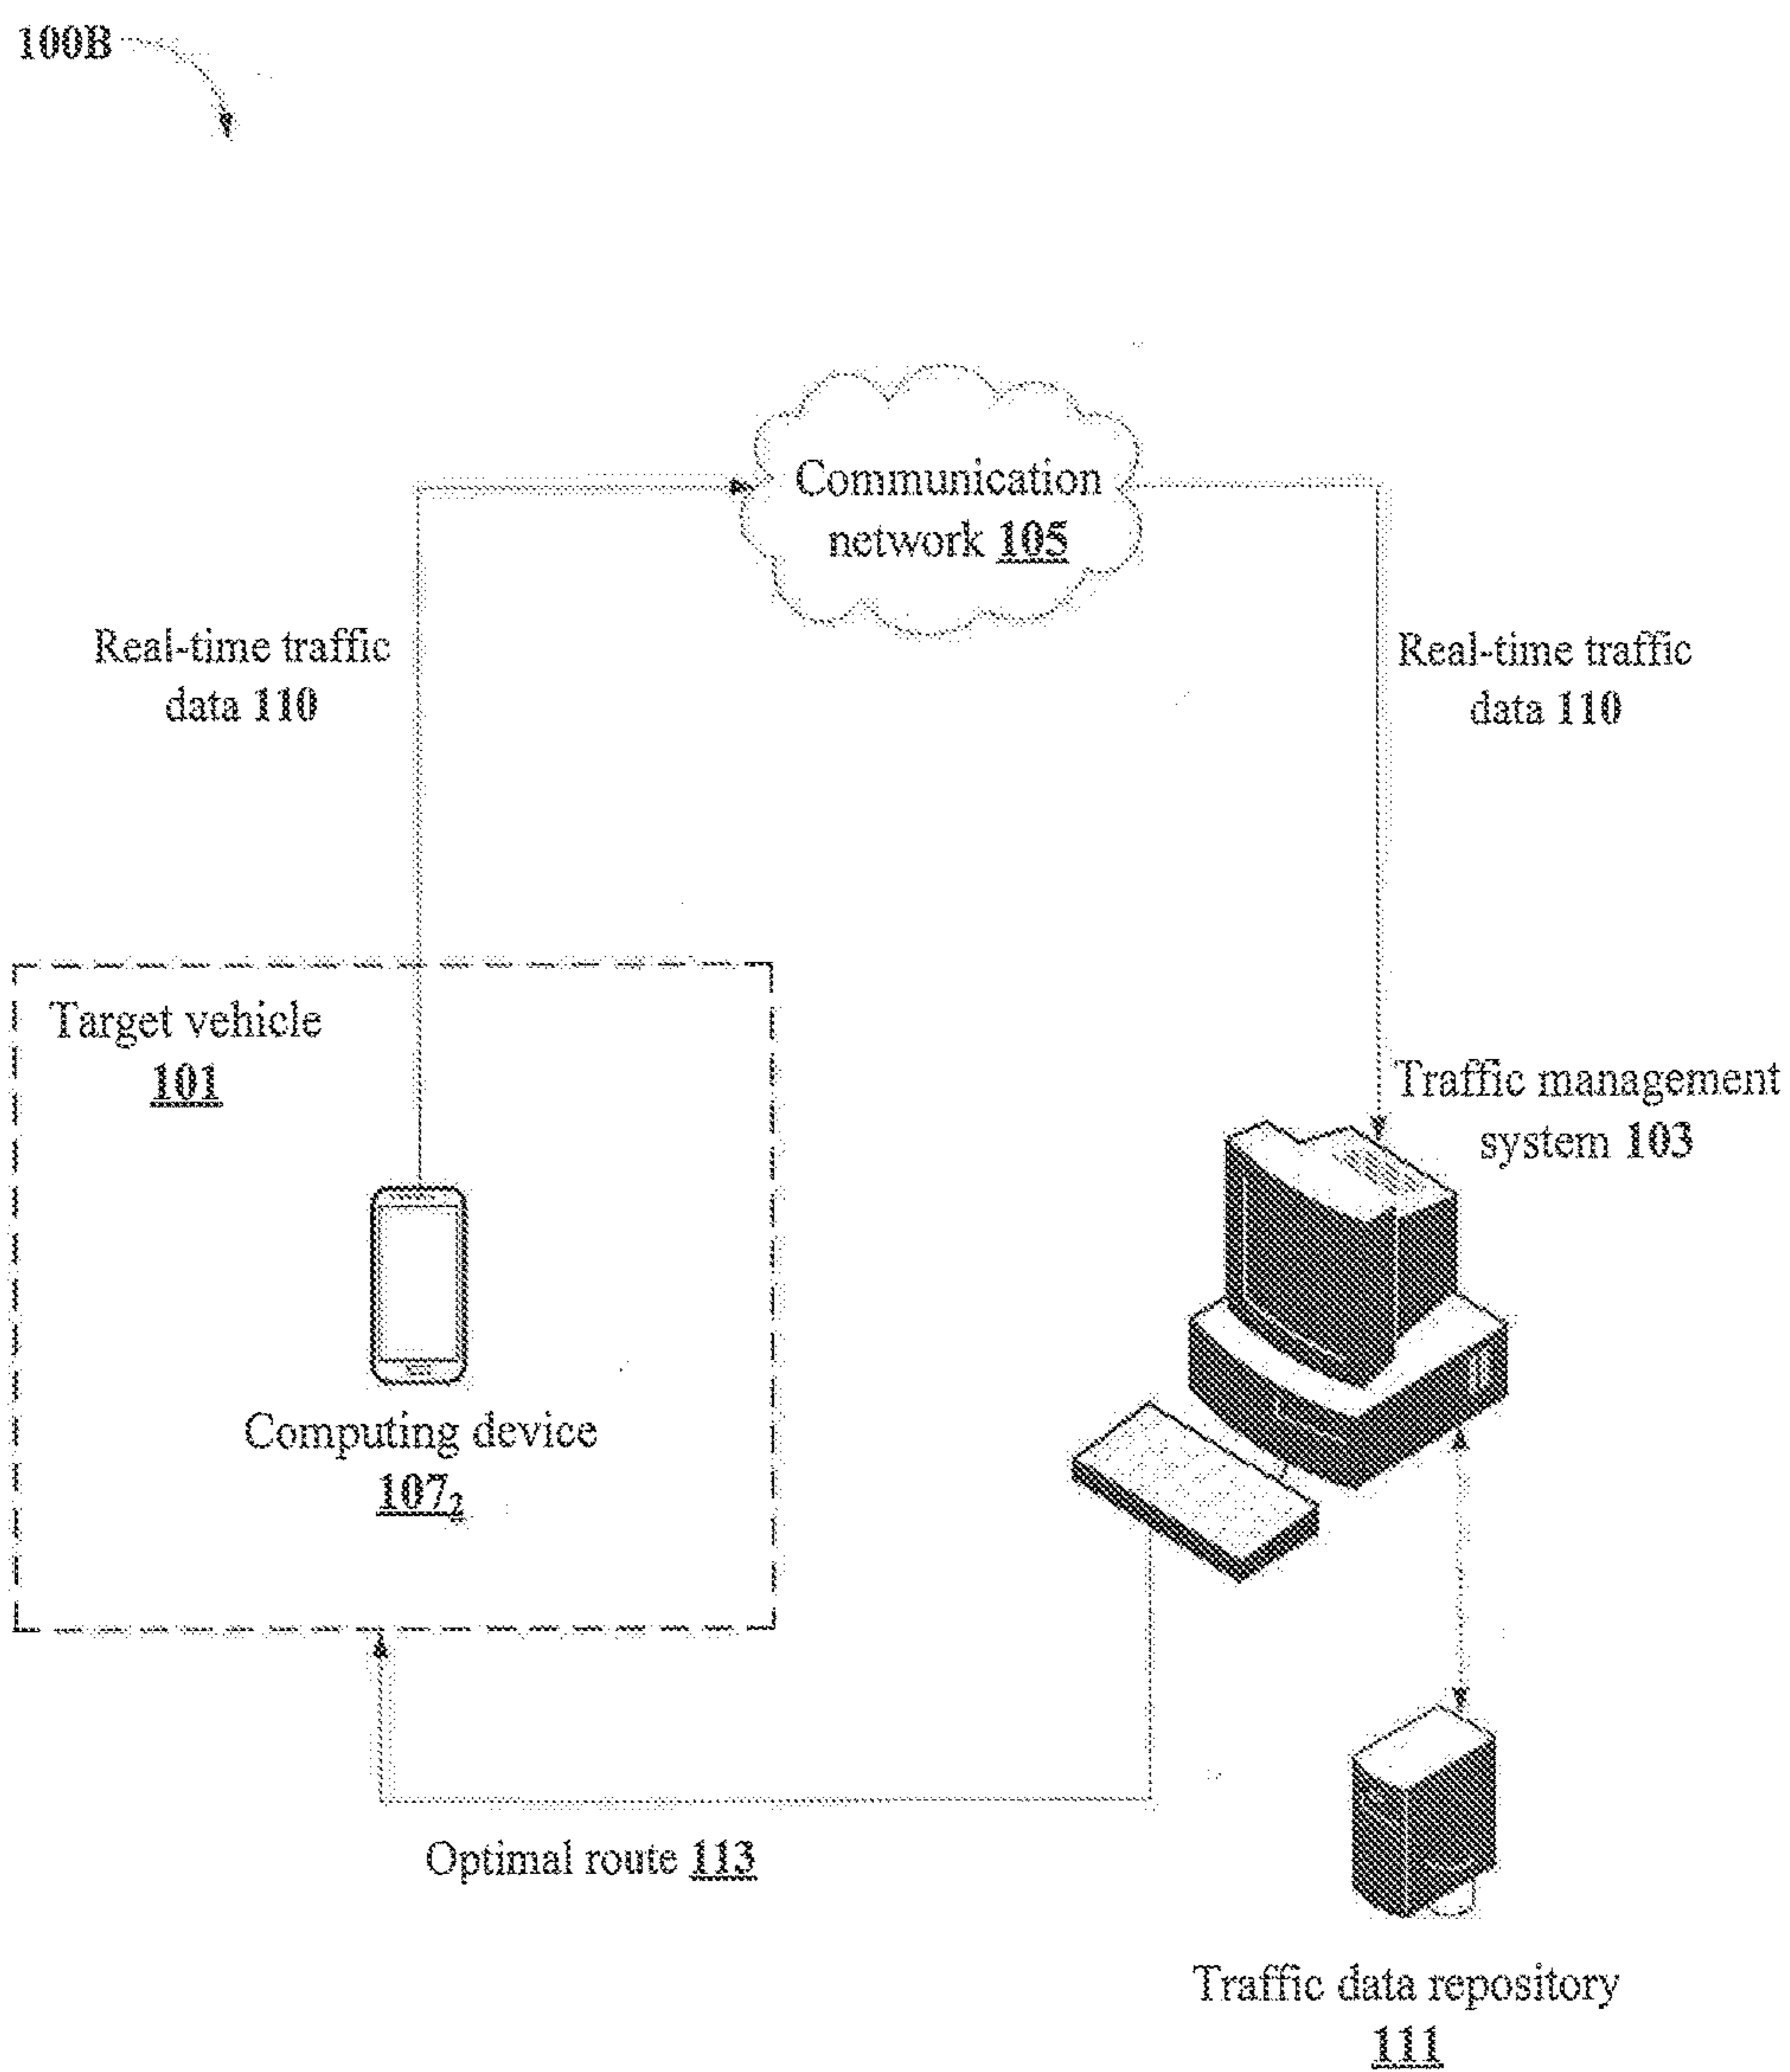 100B
Communication
network 105
Real-time traffic
data 110
Real-time traffic
data 110
Target vehicle
101
Traffic management
system 103
Computing device
107₂
Optimal route 113
Traffic data repository
111